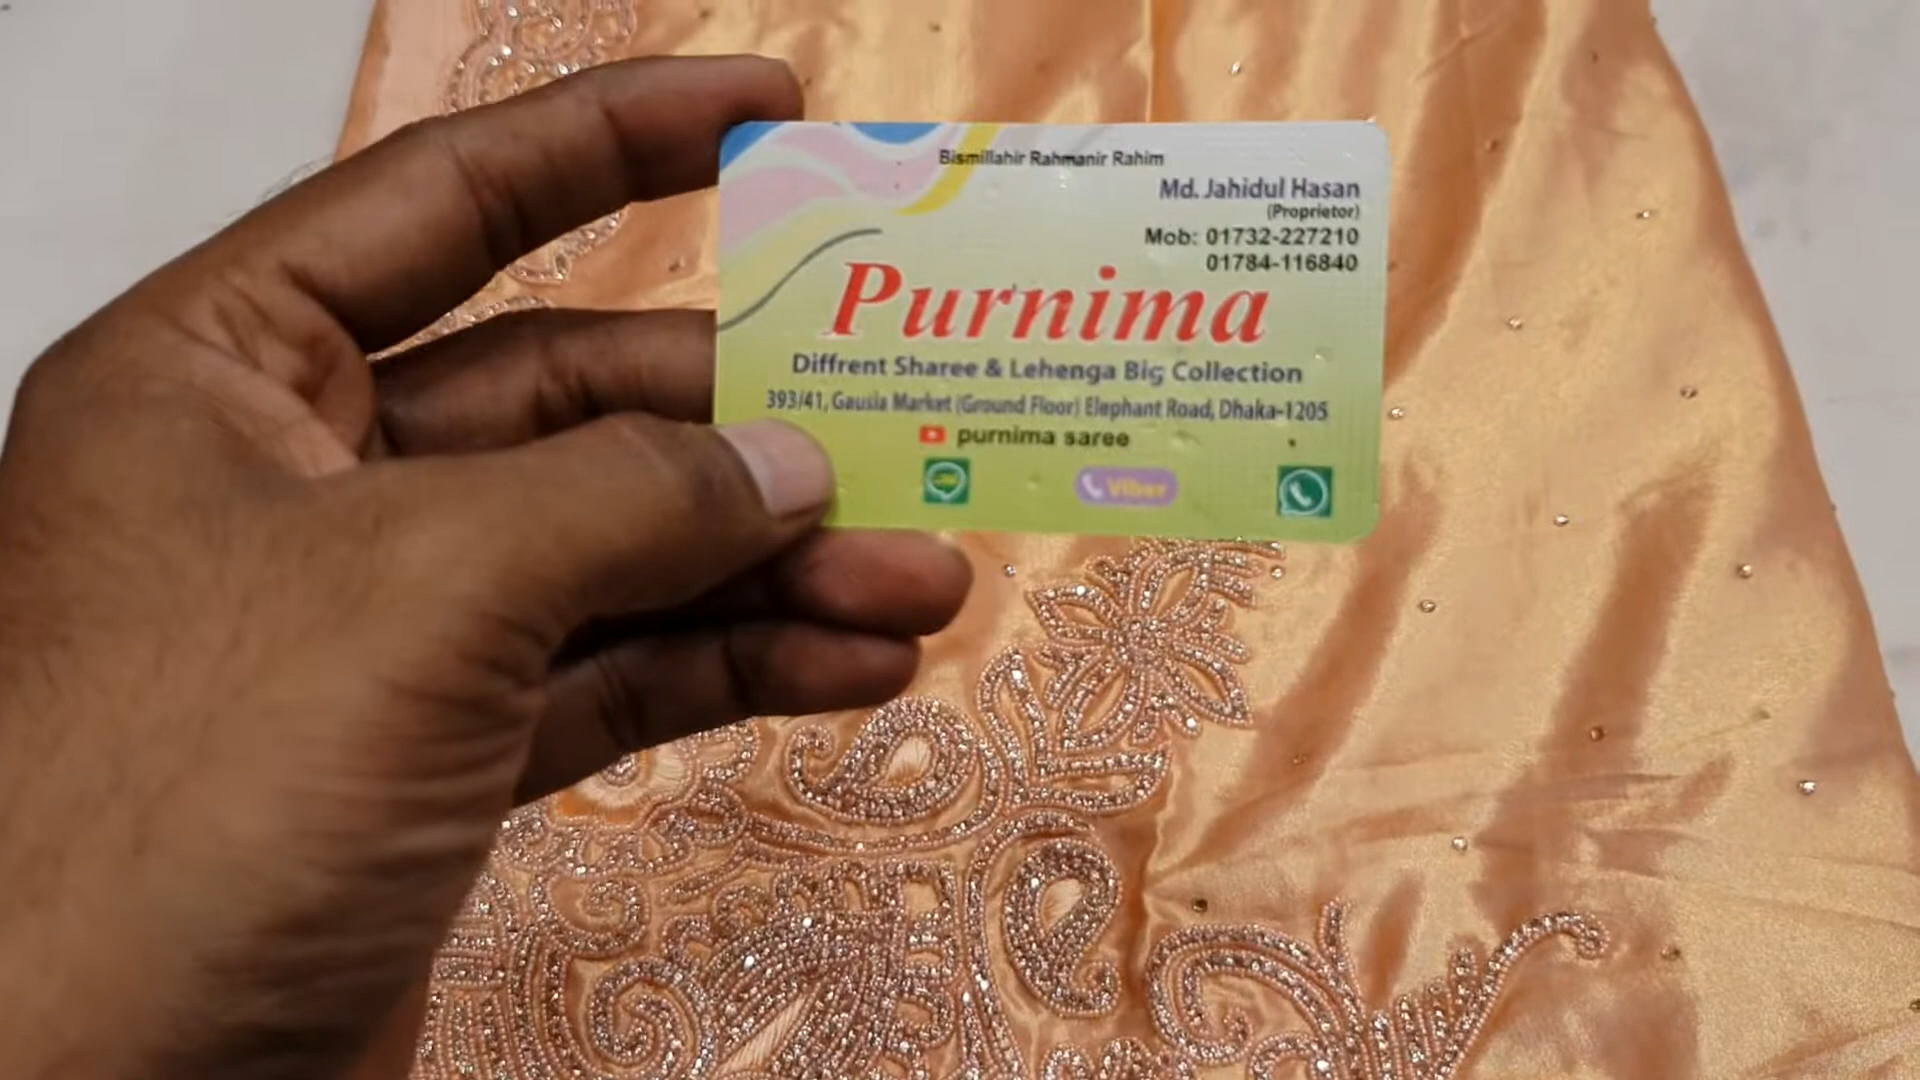 Bismillahir Rahmanir Rahim
Md. Jahidul Hasan
(Proprietor)
Mob: 01732-227210
01784-116840
Purnima
Diffrent Sharee & Lehenga Big Collection
393/41, Gausia Market (Ground Floor) Elephant Road, Dhaka-1205
purnima saree
Viber